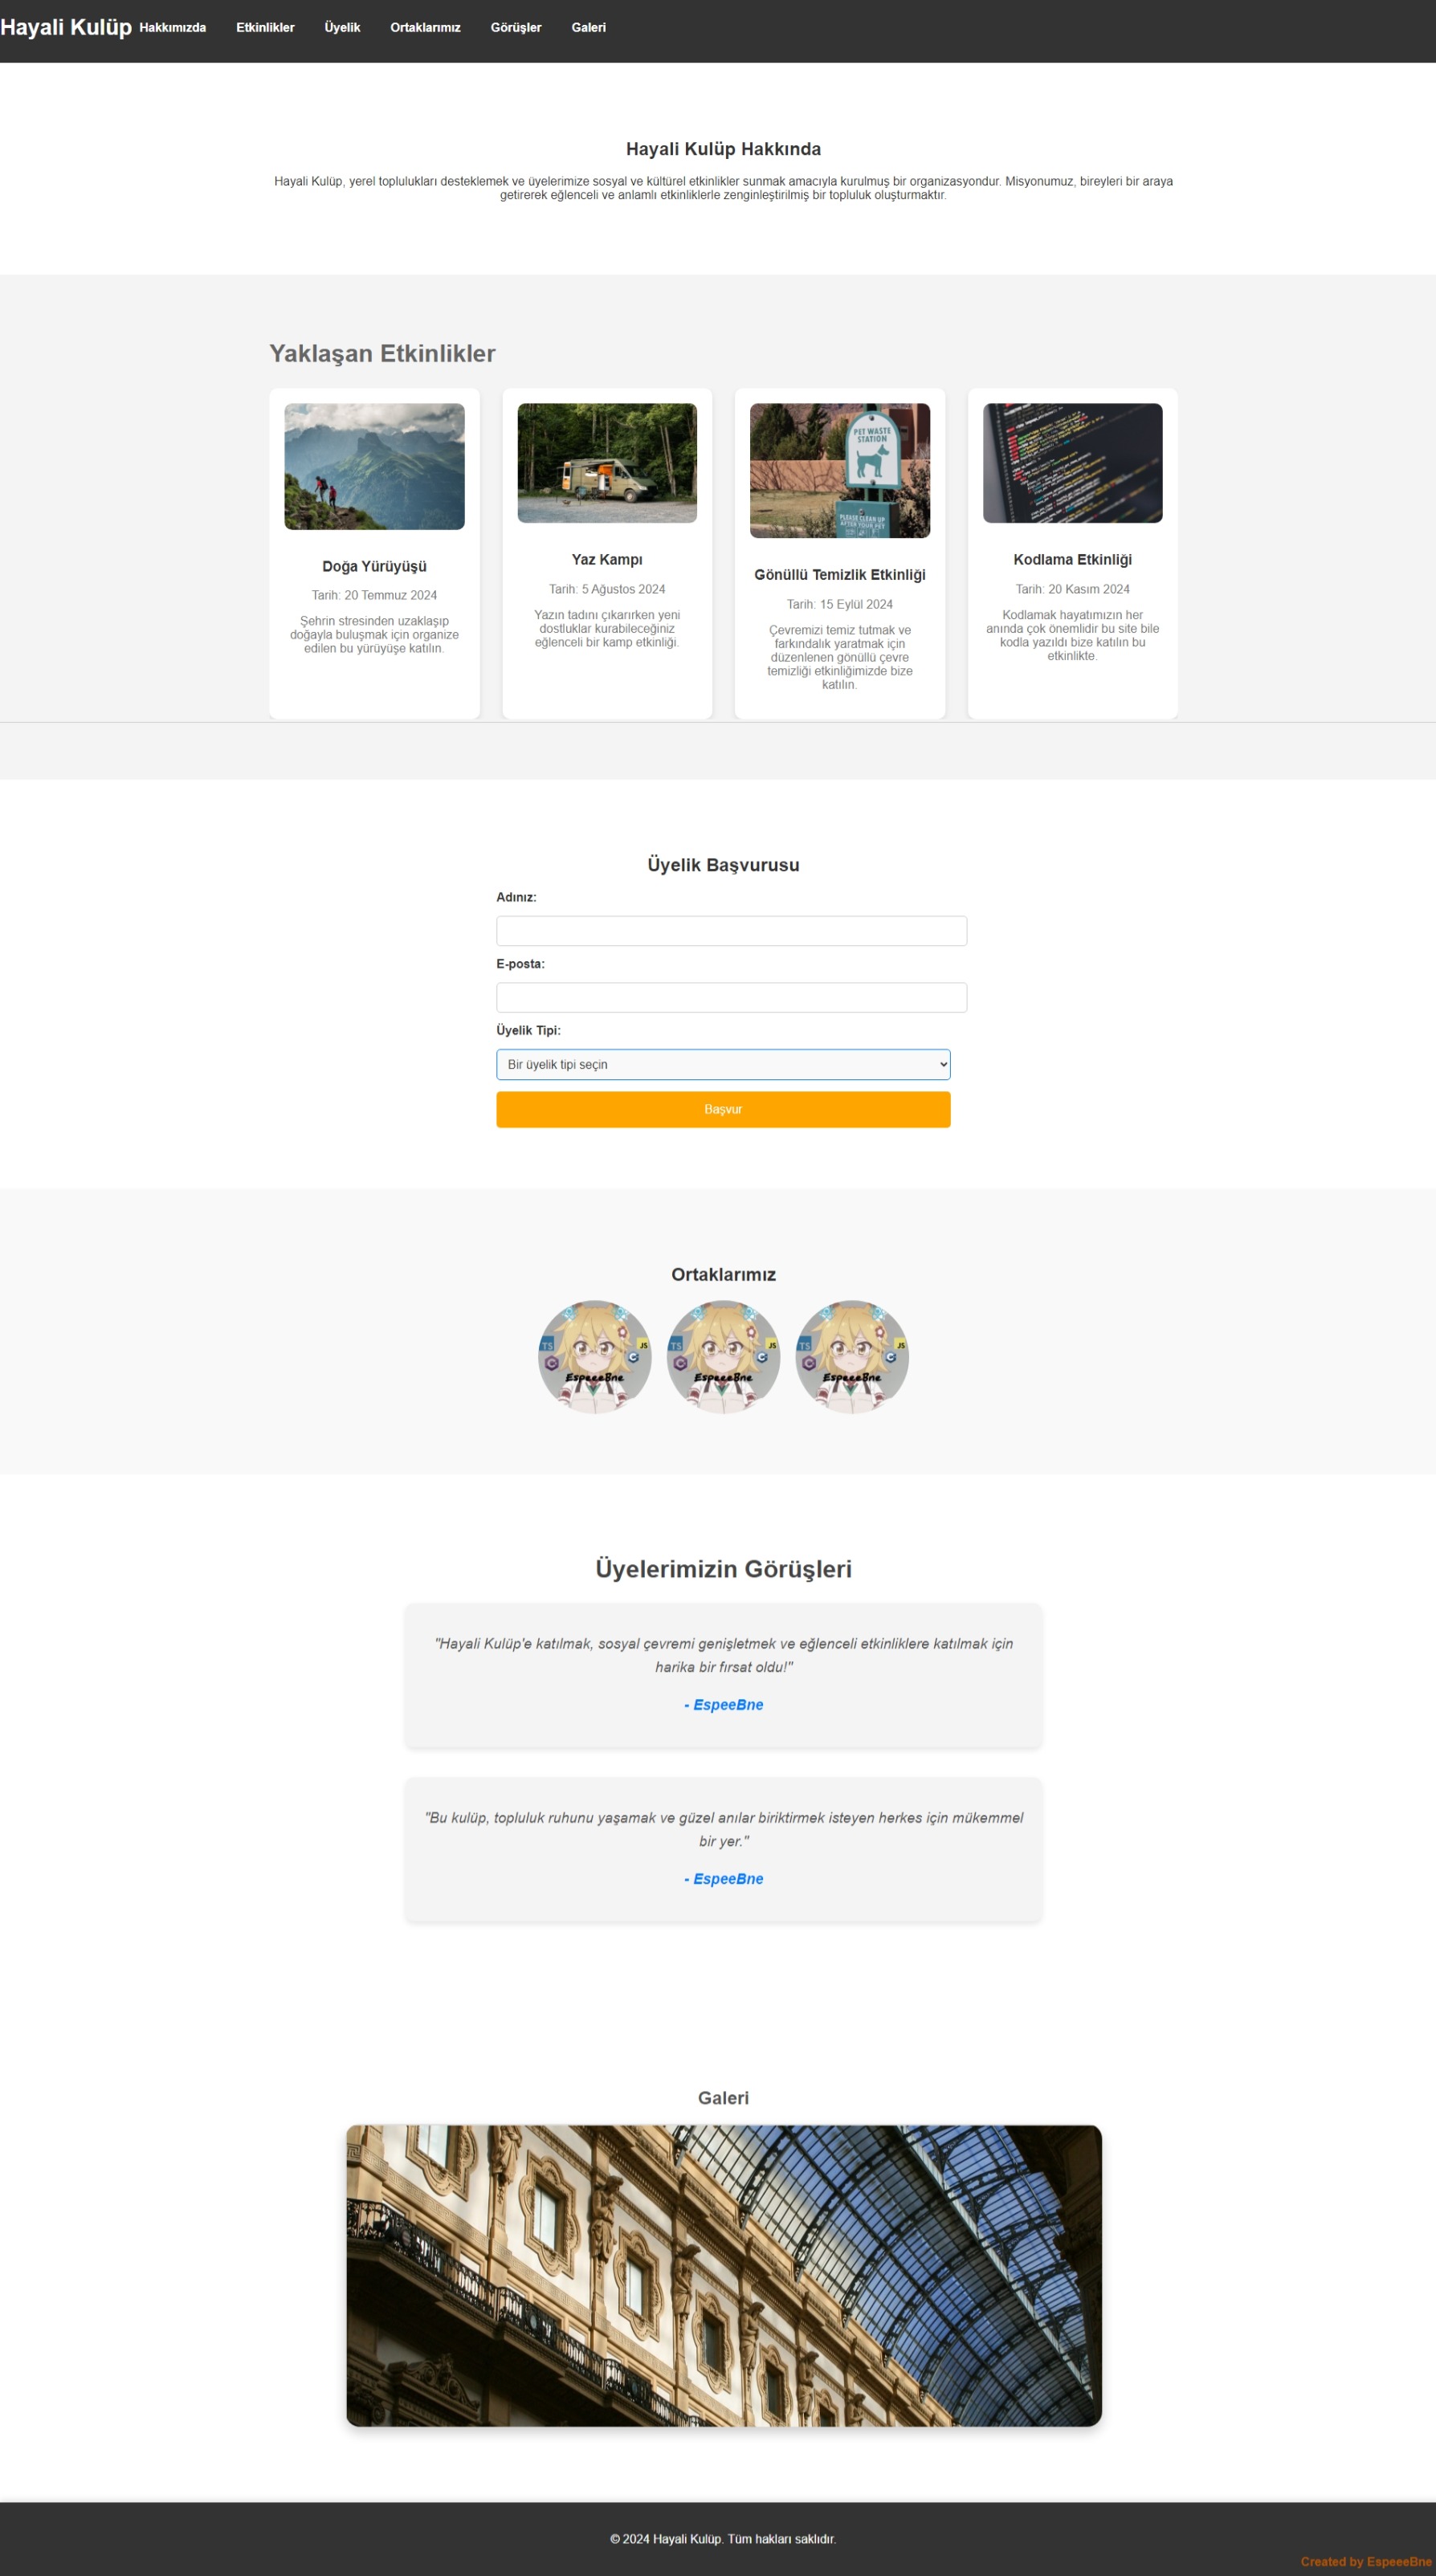 Hayali Kulüp Hakkımızda Etkinlikler Üyelik Ortaklarımız Görüşler Galeri
Hayali Kulüp Hakkında
Hayali Kulüp, yerel toplulukları desteklemek ve üyelerimize sosyal ve kültürel etkinlikler sunmak amacıyla kurulmuş bir organizasyondur. Misyonumuz, bireyleri bir araya
getirerek eğlenceli ve anlamlı etkinliklerle zenginleştirilmiş bir topluluk oluşturmaktır.
Yaklaşan Etkinlikler
Doğa Yürüyüşü
Tarih: 20 Temmuz 2024
Şehrin stresinden uzaklaşıp
doğayla buluşmak için organize
edilen bu yürüyüşe katılın.
Yaz Kampı
Tarih: 5 Ağustos 2024
Yazın tadını çıkarırken yeni
dostluklar kurabileceğiniz
eğlenceli bir kamp etkinliği.
PET WASTE
STATION
PLEASE CLEAN UP
AFTER YOUR PET
Gönüllü Temizlik Etkinliği
Tarih: 15 Eylül 2024
Çevremizi temiz tutmak ve
farkındalık yaratmak için
düzenlenen gönüllü çevre
temizliği etkinliğimizde bize
katılın.
Kodlama Etkinliği
Tarih: 20 Kasım 2024
Kodlamak hayatımızın her
anında çok önemlidir bu site bile
kodla yazıldı bize katılın bu
etkinlikte.
Üyelik Başvurusu
Adınız:
E-posta:
Üyelik Tipi:
Bir üyelik tipi seçin
Başvur
Ortaklarımız
TS JS
C C
EspeeeBne
TS JS
C C
EspeeeBne
TS JS
C C
EspeeeBne
Üyelerimizin Görüşleri
"Hayali Kulüp'e katılmak, sosyal çevremi genişletmek ve eğlenceli etkinliklere katılmak için
harika bir fırsat oldu!"
- EspeeBne
"Bu kulüp, topluluk ruhunu yaşamak ve güzel anılar biriktirmek isteyen herkes için mükemmel
bir yer."
- EspeeBne
Galeri
© 2024 Hayali Kulüp. Tüm hakları saklıdır.
Created by EspeeeBne